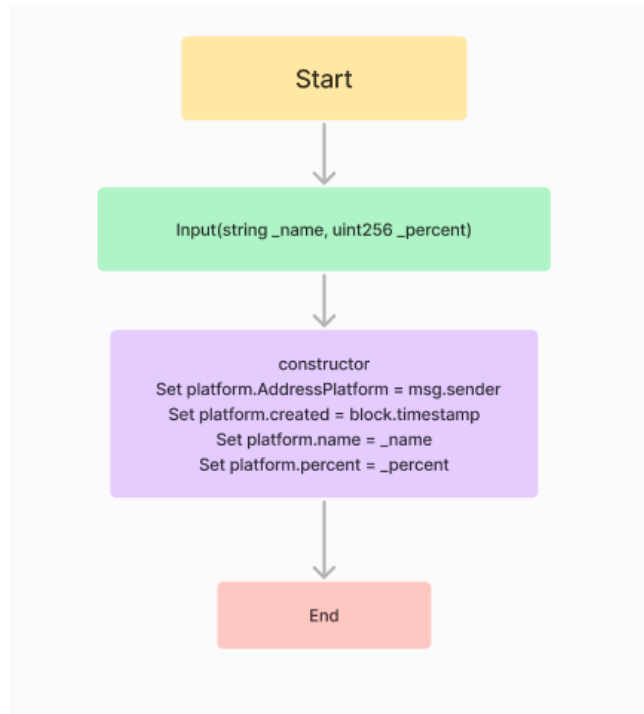 Start
Input(string _name, uint256 _percent)
constructor
Set platform.AddressPlatform = msg.sender
Set platform.created = block.timestamp
Set platform.name = _name
Set platform.percent = _percent
End